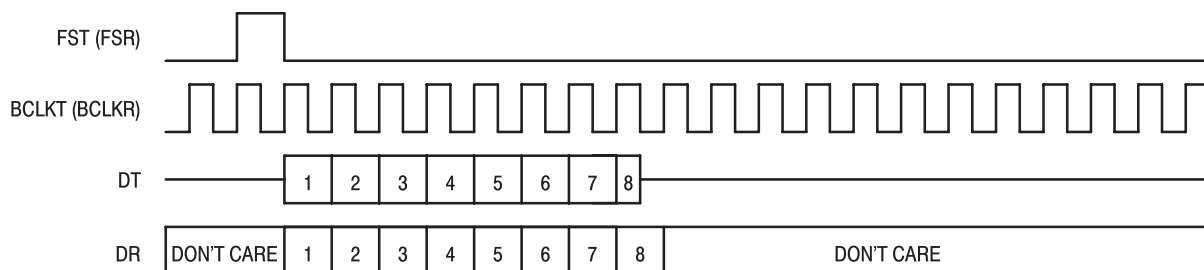 FST (FSR)
BCLKT (BCLKR)
DT 1 2 3 4 5 6 7 8
DR DON'T CARE 1 2 3 4 5 6 7 8 DON'T CARE